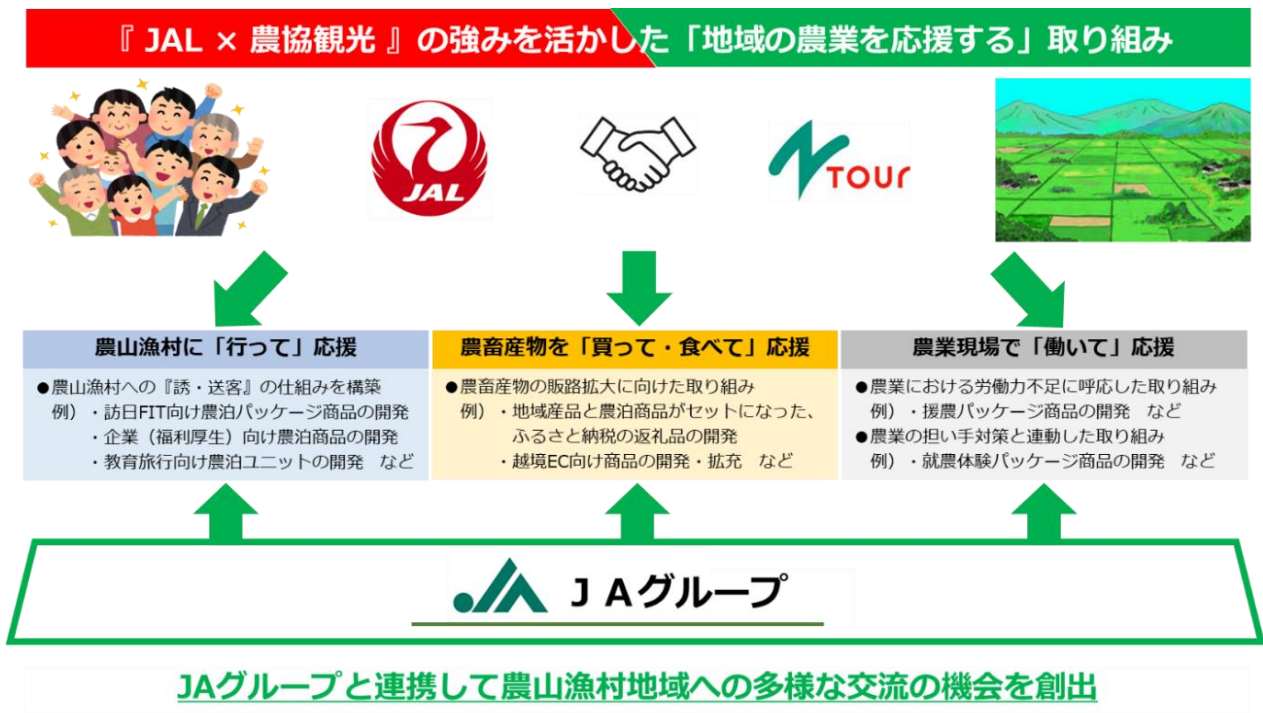 『 JAL × 農協観光 』の強みを活かした「地域の農業を応援する」取り組み
JAL
N TOUR
農山漁村に「行って」応援
●農山漁村への『誘・送客』の仕組みを構築
例）・訪日FIT向け農泊パッケージ商品の開発
・企業（福利厚生）向け農泊商品の開発
・教育旅行向け農泊ユニットの開発　など
農畜産物を「買って・食べて」応援
●農畜産物の販路拡大に向けた取り組み
例）・地域産品と農泊商品がセットになった、
ふるさと納税の返礼品の開発
・越境EC向け商品の開発・拡充　など
農業現場で「働いて」応援
●農業における労働力不足に呼応した取り組み
例）・援農パッケージ商品の開発　など
●農業の担い手対策と連動した取り組み
例）・就農体験パッケージ商品の開発　など
JA ＪＡグループ
JAグループと連携して農山漁村地域への多様な交流の機会を創出